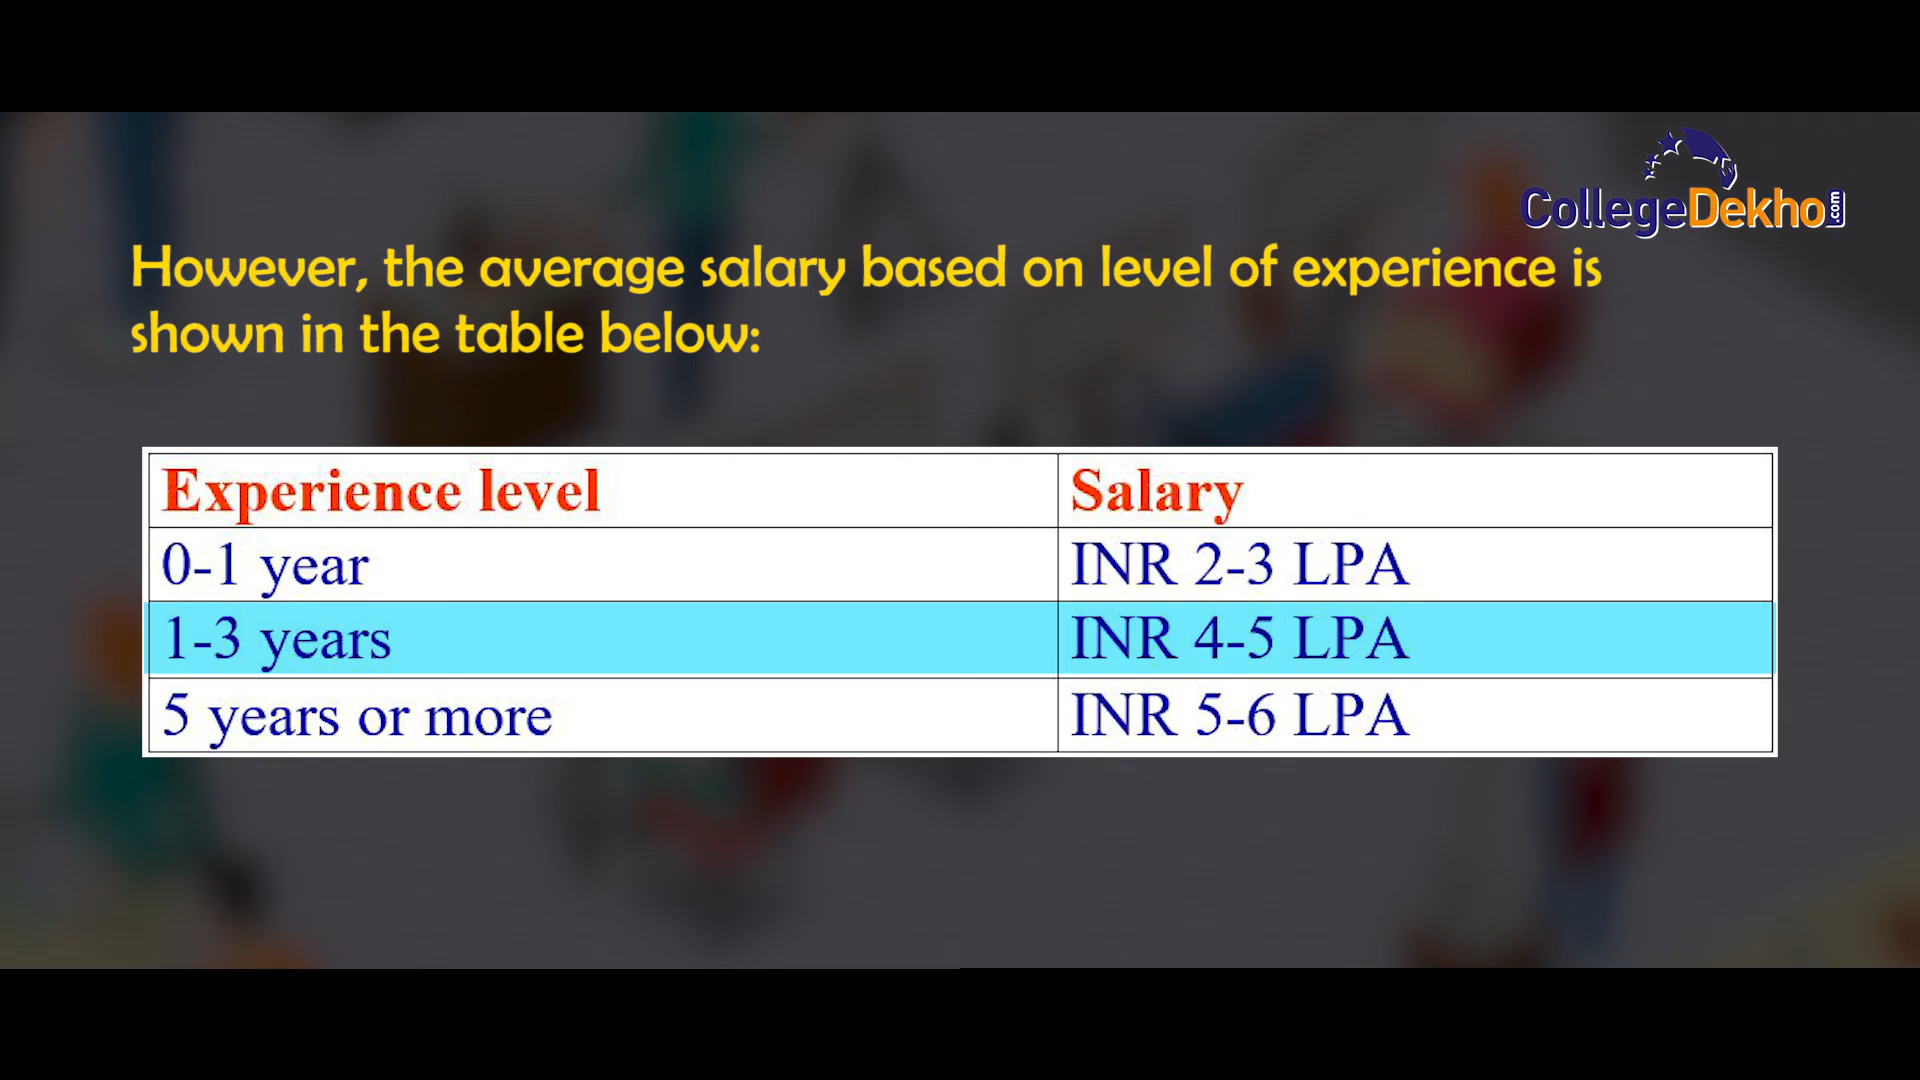 CollegeDekho.com
However, the average salary based on level of experience is
shown in the table below:
Experience level Salary
0-1 year INR 2-3 LPA
1-3 years INR 4-5 LPA
5 years or more INR 5-6 LPA